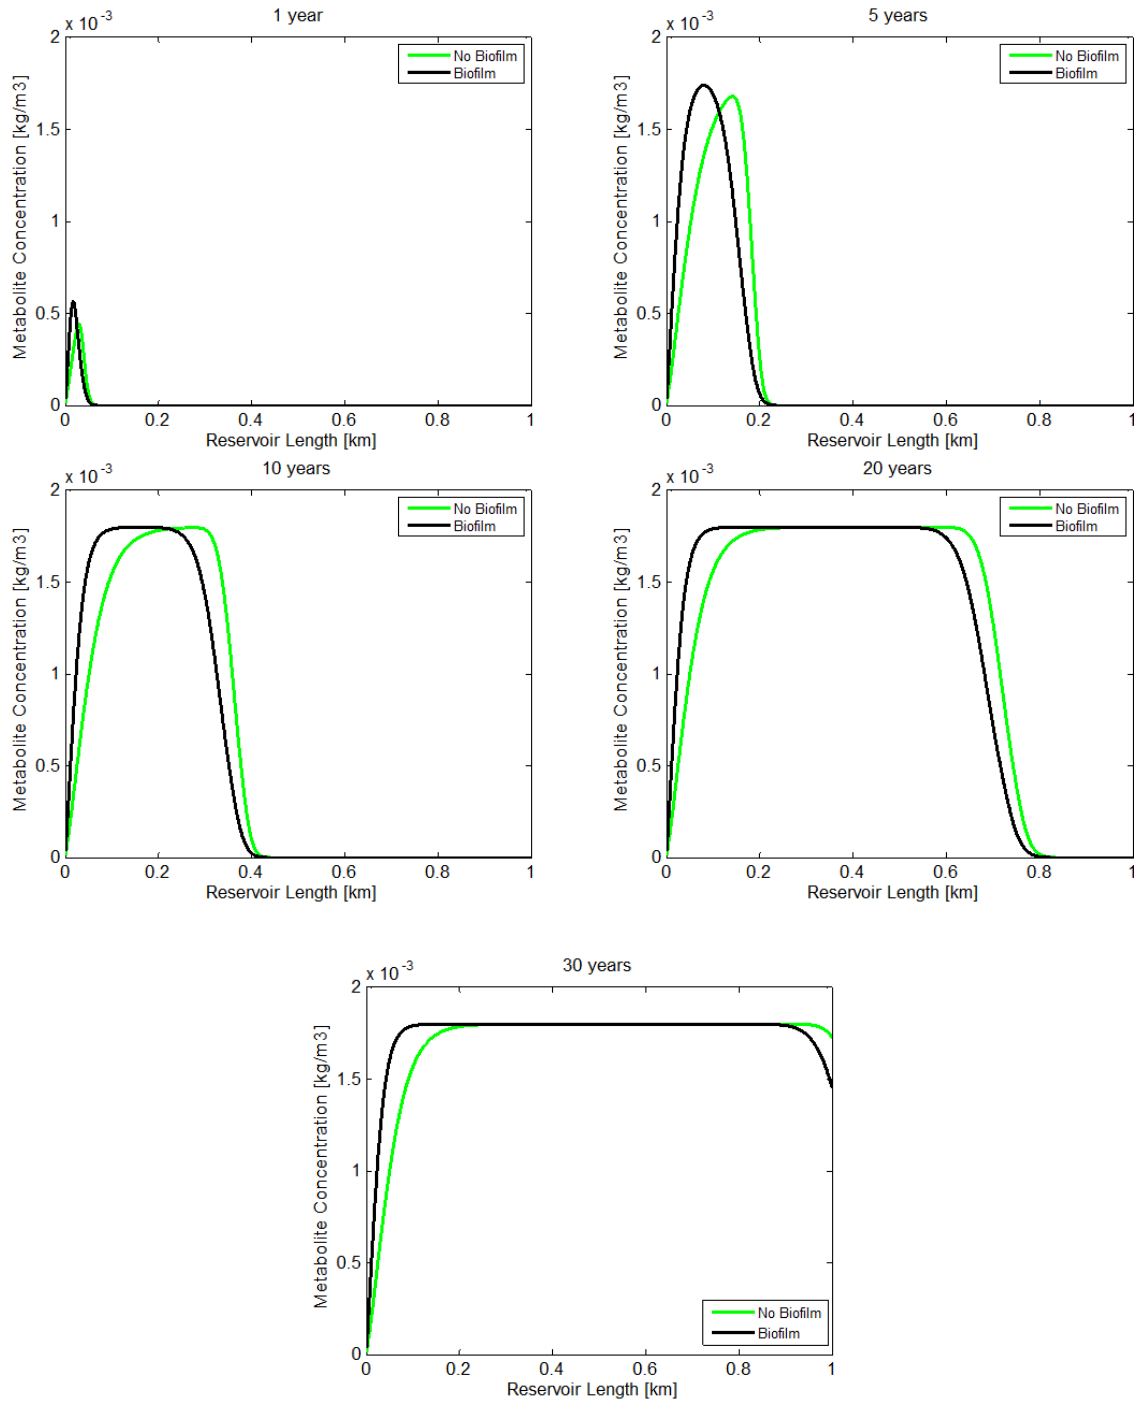 1 year
x 10 -3
2
1.5
1
0.5
0
Metabolite Concentration [kg/m3]
No Biofilm
Biofilm
0 0.2 0.4 0.6 0.8 1
Reservoir Length [km]
5 years
x 10 -3
2
1.5
1
0.5
0
Metabolite Concentration [kg/m3]
No Biofilm
Biofilm
0 0.2 0.4 0.6 0.8 1
Reservoir Length [km]
10 years
x 10 -3
2
1.5
1
0.5
0
Metabolite Concentration [kg/m3]
No Biofilm
Biofilm
0 0.2 0.4 0.6 0.8 1
Reservoir Length [km]
20 years
x 10 -3
2
1.5
1
0.5
0
Metabolite Concentration [kg/m3]
No Biofilm
Biofilm
0 0.2 0.4 0.6 0.8 1
Reservoir Length [km]
30 years
x 10 -3
2
1.5
1
0.5
0
Metabolite Concentration [kg/m3]
No Biofilm
Biofilm
0 0.2 0.4 0.6 0.8 1
Reservoir Length [km]